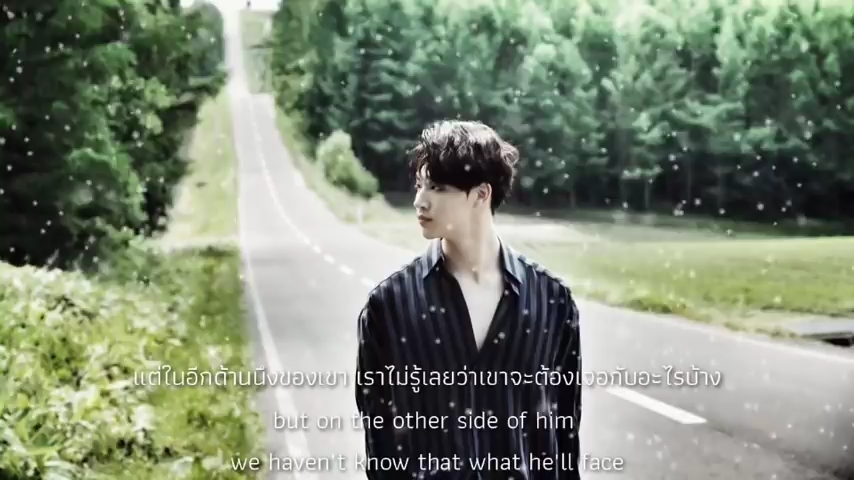 แต่ในอีกด้านนึงของเขา เราไม่รู้เลยว่าเขาจะต้องเจอกับอะไรบ้าง
but on the other side of him
we haven't know that what he'll face